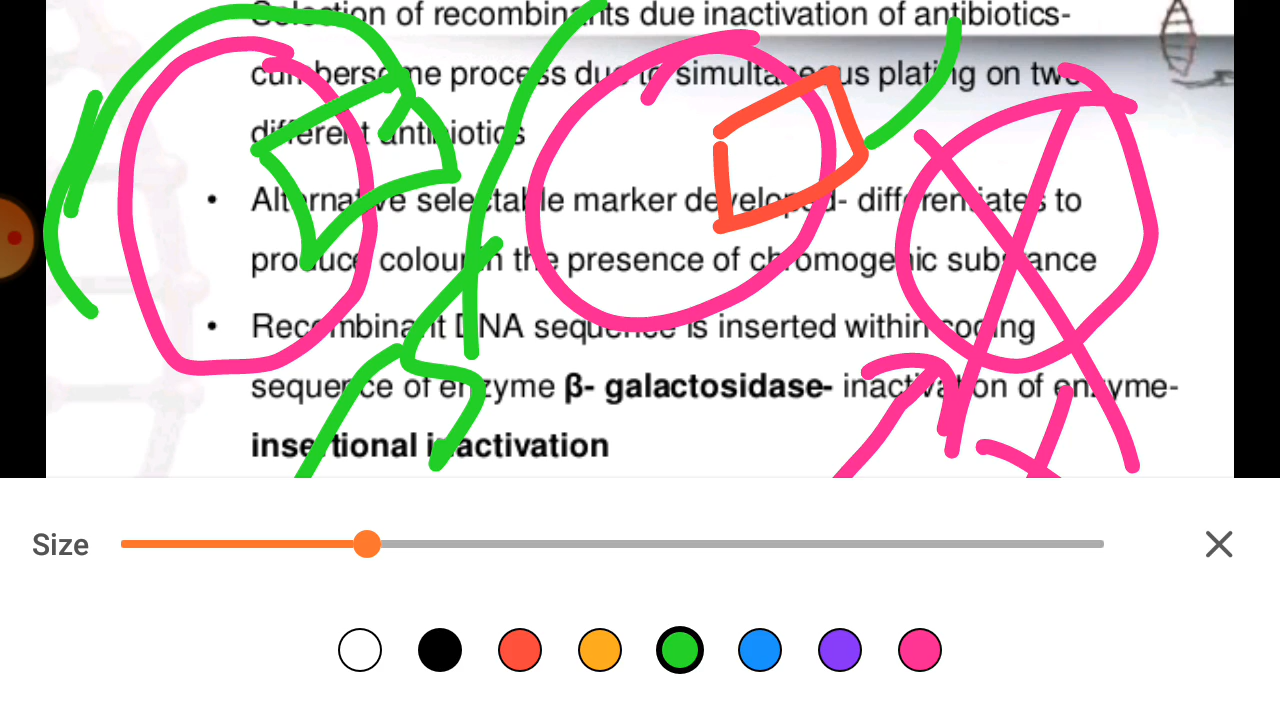 Selection of recombinants due inactivation of antibiotics-
cumbersome process due to simultaneous plating on two
different antibiotics
• Alternative selectable marker developed- differentiates to
produce colour in the presence of chromogenic substance
• Recombinant DNA sequence is inserted within coding
sequence of enzyme β- galactosidase- inactivation of enzyme-
insertional inactivation
Size